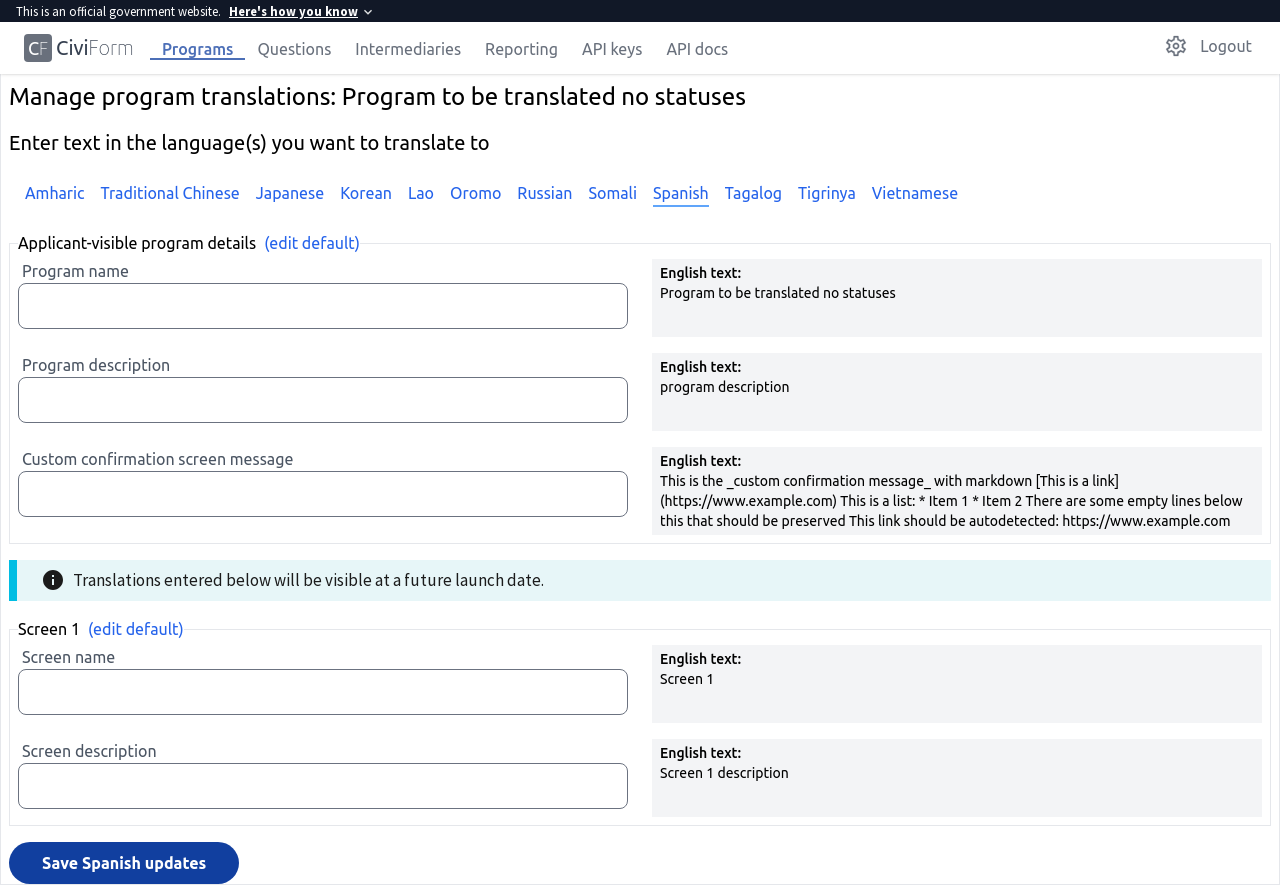 This is an official government website. Here's how you know
CF CiviForm Programs Questions Intermediaries Reporting API keys API docs Logout
Manage program translations: Program to be translated no statuses
Enter text in the language(s) you want to translate to
Amharic Traditional Chinese Japanese Korean Lao Oromo Russian Somali Spanish Tagalog Tigrinya Vietnamese
Applicant-visible program details (edit default)
Program name
English text:
Program to be translated no statuses
Program description
English text:
program description
Custom confirmation screen message
English text:
This is the _custom confirmation message_ with markdown [This is a link]
(https://www.example.com) This is a list: * Item 1 * Item 2 There are some empty lines below
this that should be preserved This link should be autodetected: https://www.example.com
Translations entered below will be visible at a future launch date.
Screen 1 (edit default)
Screen name
English text:
Screen 1
Screen description
English text:
Screen 1 description
Save Spanish updates